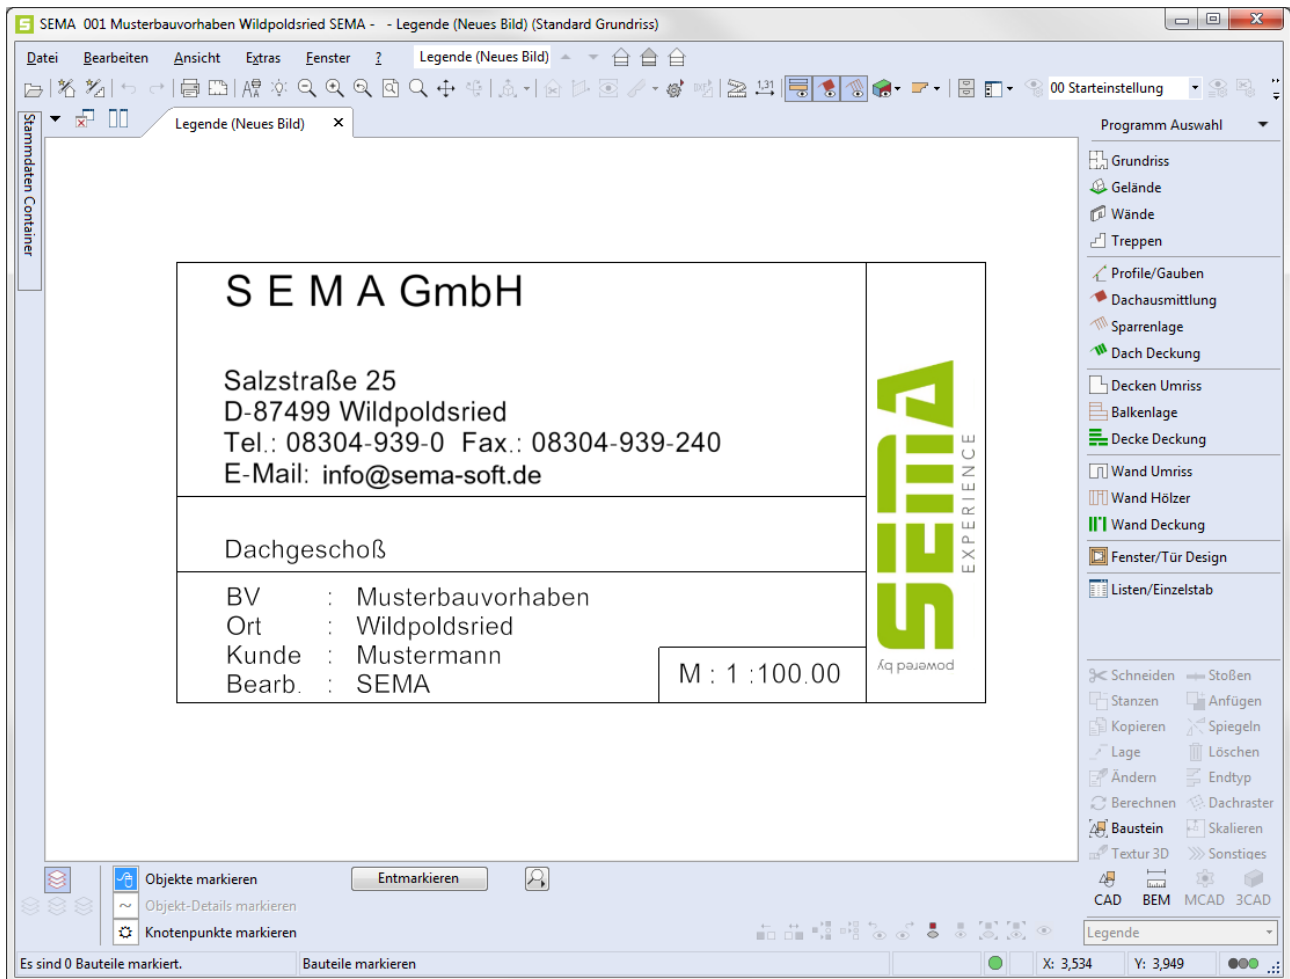 SEMA 001 Musterbauvorhaben Wildpoldsried SEMA - - Legende (Neues Bild) (Standard Grundriss)
Datei Bearbeiten Ansicht Extras Fenster ? Legende (Neues Bild)
1,31 00 Starteinstellung
Stammdaten Container
Legende (Neues Bild)
Programm Auswahl
Grundriss
Gelände
Wände
Treppen
Profile/Gauben
Dachausmittlung
Sparrenlage
Dach Deckung
Decken Umriss
Balkenlage
Decke Deckung
Wand Umriss
Wand Hölzer
Wand Deckung
Fenster/Tür Design
Listen/Einzelstab
S E M A GmbH
Salzstraße 25
D-87499 Wildpoldsried
Tel.: 08304-939-0 Fax.: 08304-939-240
E-Mail: info@sema-soft.de
Dachgeschoß
BV : Musterbauvorhaben
Ort : Wildpoldsried
Kunde : Mustermann
Bearb. : SEMA
M : 1 :100.00
SEMA
EXPERIENCE
powered by
Schneiden Stoßen
Stanzen Anfügen
Kopieren Spiegeln
Lage Löschen
Ändern Endtyp
Berechnen Dachraster
Baustein Skalieren
Textur 3D Sonstiges
CAD BEM MCAD 3CAD
Legende
Objekte markieren Entmarkieren
Objekt-Details markieren
Knotenpunkte markieren
Es sind 0 Bauteile markiert. Bauteile markieren X: 3,534 Y: 3,949